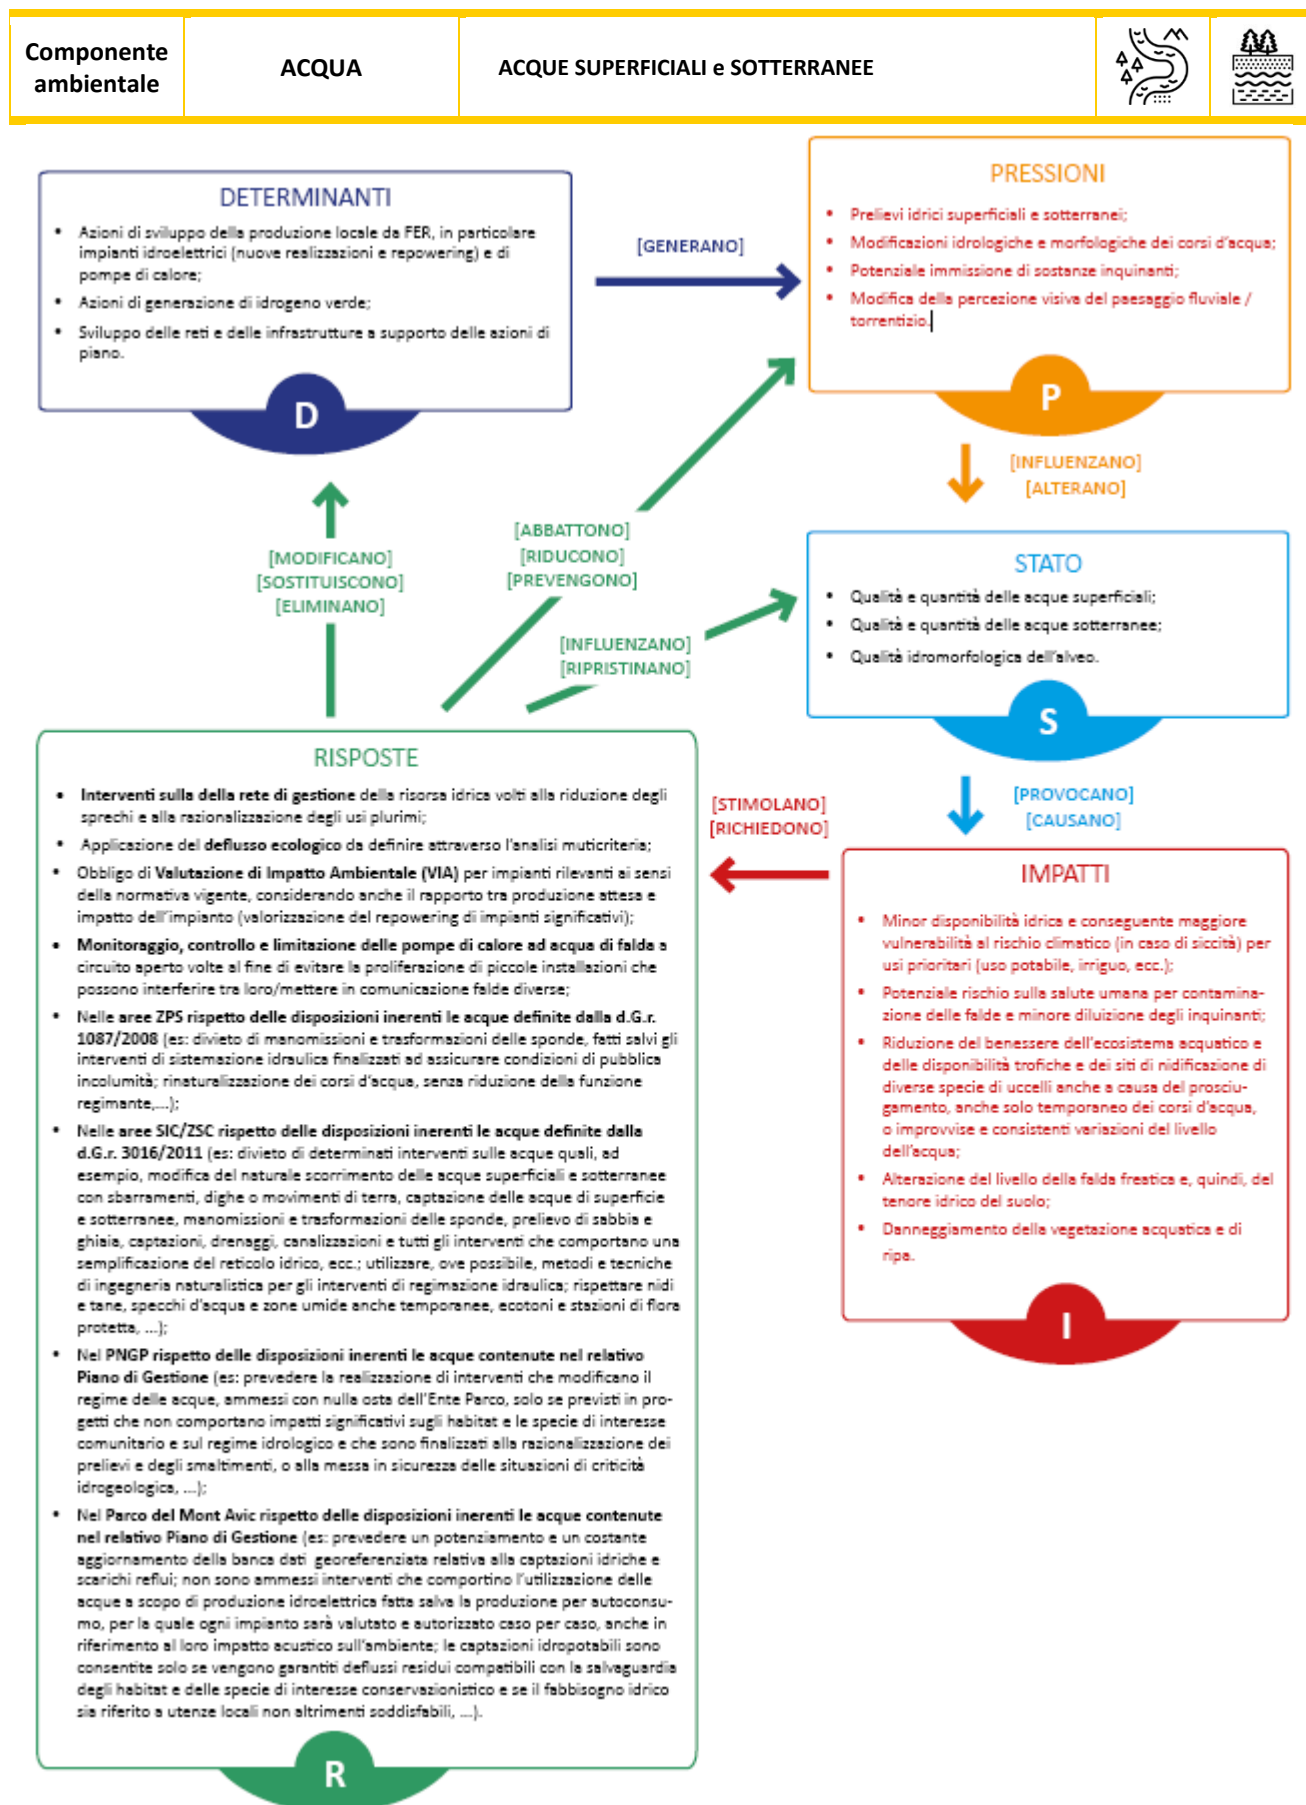 Componente
ambientale
ACQUA
ACQUE SUPERFICIALI e SOTTERRANEE
DETERMINANTI
• Azioni di sviluppo della produzione locale da FER, in particolare
impianti idroelettrici (nuove realizzazioni e repowering) e di
pompe di calore;
• Azioni di generazione di idrogeno verde;
• Sviluppo delle reti e delle infrastrutture a supporto delle azioni di
piano.
D
[GENERANO]
PRESSIONI
• Prelievi idrici superficiali e sotterranei;
• Modificazioni idrologiche e morfologiche dei corsi d'acqua;
• Potenziale immissione di sostanze inquinanti;
• Modifica della percezione visiva del paesaggio fluviale /
torrentizio.
P
[INFLUENZANO]
[ALTERANO]
[MODIFICANO]
[SOSTITUISCONO]
[ELIMINANO]
[ABBATTONO]
[RIDUCONO]
[PREVENGONO]
[INFLUENZANO]
[RIPRISTINANO]
STATO
• Qualità e quantità delle acque superficiali;
• Qualità e quantità delle acque sotterranee;
• Qualità idromorfologica dell'alveo.
S
[PROVOCANO]
[CAUSANO]
[STIMOLANO]
[RICHIEDONO]
IMPATTI
• Minor disponibilità idrica e conseguente maggiore
vulnerabilità al rischio climatico (in caso di siccità) per
usi prioritari (uso potabile, irriguo, ecc.);
• Potenziale rischio sulla salute umana per contamina-
zione delle falde e minore diluizione degli inquinanti;
• Riduzione del benessere dell'ecosistema acquatico e
delle disponibilità trofiche e dei siti di nidificazione di
diverse specie di uccelli anche a causa del prosciu-
gamento, anche solo temporaneo dei corsi d'acqua,
o improvvise e consistenti variazioni del livello
dell'acqua;
• Alterazione del livello della falda freatica e, quindi, del
tenore idrico del suolo;
• Danneggiamento della vegetazione acquatica e di
ripa.
I
RISPOSTE
• Interventi sulla della rete di gestione della risorsa idrica volti alla riduzione degli
sprechi e alla razionalizzazione degli usi plurimi;
• Applicazione del deflusso ecologico da definire attraverso l'analisi muticriteria;
• Obbligo di Valutazione di Impatto Ambientale (VIA) per impianti rilevanti ai sensi
della normativa vigente, considerando anche il rapporto tra produzione attesa e
impatto dell'impianto (valorizzazione del repowering di impianti significativi);
• Monitoraggio, controllo e limitazione delle pompe di calore ad acqua di falda a
circuito aperto volte al fine di evitare la proliferazione di piccole installazioni che
possono interferire tra loro/mettere in comunicazione falde diverse;
• Nelle aree ZPS rispetto delle disposizioni inerenti le acque definite dalla d.G.r.
1087/2008 (es: divieto di manomissioni e trasformazioni delle sponde, fatti salvi gli
interventi di sistemazione idraulica finalizzati ad assicurare condizioni di pubblica
incolumità; rinaturalizzazione dei corsi d'acqua, senza riduzione della funzione
regimante,...);
• Nelle aree SIC/ZSC rispetto delle disposizioni inerenti le acque definite dalla
d.G.r. 3016/2011 (es: divieto di determinati interventi sulle acque quali, ad
esempio, modifica del naturale scorrimento delle acque superficiali e sotterranee
con sbarramenti, dighe o movimenti di terra, captazione delle acque di superficie
e sotterranee, manomissioni e trasformazioni delle sponde, prelievo di sabbia e
ghiaia, captazioni, drenaggi, canalizzazioni e tutti gli interventi che comportano una
semplificazione del reticolo idrico, ecc.; utilizzare, ove possibile, metodi e tecniche
di ingegneria naturalistica per gli interventi di regimazione idraulica; rispettare nidi
e tane, specchi d'acqua e zone umide anche temporanee, ecotoni e stazioni di flora
protetta, ...);
• Nel PNGP rispetto delle disposizioni inerenti le acque contenute nel relativo
Piano di Gestione (es: prevedere la realizzazione di interventi che modificano il
regime delle acque, ammessi con nulla osta dell'Ente Parco, solo se previsti in pro-
getti che non comportano impatti significativi sugli habitat e le specie di interesse
comunitario e sul regime idrologico e che sono finalizzati alla razionalizzazione dei
prelievi e degli smaltimenti, o alla messa in sicurezza delle situazioni di criticità
idrogeologica, ...);
• Nel Parco del Mont Avic rispetto delle disposizioni inerenti le acque contenute
nel relativo Piano di Gestione (es: prevedere un potenziamento e un costante
aggiornamento della banca dati georeferenziata relativa alla captazioni idriche e
scarichi reflui; non sono ammessi interventi che comportino l'utilizzazione delle
acque a scopo di produzione idroelettrica fatta salva la produzione per autoconsu-
mo, per la quale ogni impianto sarà valutato e autorizzato caso per caso, anche in
riferimento al loro impatto acustico sull'ambiente; le captazioni idropotabili sono
consentite solo se vengono garantiti deflussi residui compatibili con la salvaguardia
degli habitat e delle specie di interesse conservazionistico e se il fabbisogno idrico
sia riferito a utenze locali non altrimenti soddisfabili, ...).
R